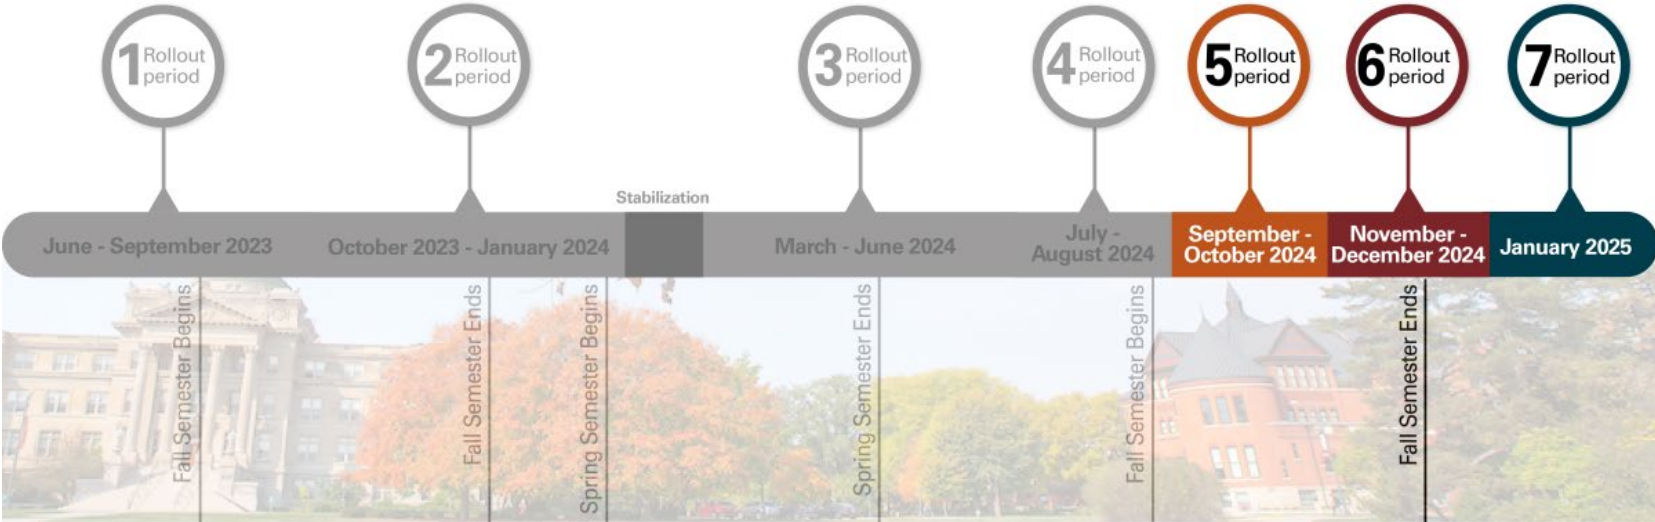 1 Rollout
period
2 Rollout
period
3 Rollout
period
4 Rollout
period
5 Rollout
period
6 Rollout
period
7 Rollout
period
Stabilization
June - September 2023
October 2023 - January 2024
March - June 2024
July -
August 2024
September -
October 2024
November -
December 2024
January 2025
Fall Semester Begins
Fall Semester Ends
Spring Semester Begins
Spring Semester Ends
Fall Semester Begins
Fall Semester Ends